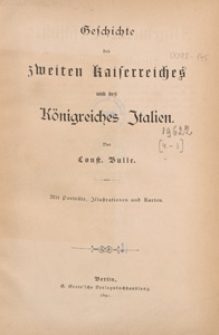 Geschichte
des
zweiten Kaiserreiches
und des
Königreiches Italien.
Von
Const. Bulle.
19622
Mit Porträts, Illustrationen und Karten.
Berlin,
G. Grote'sche Verlagsbuchhandlung